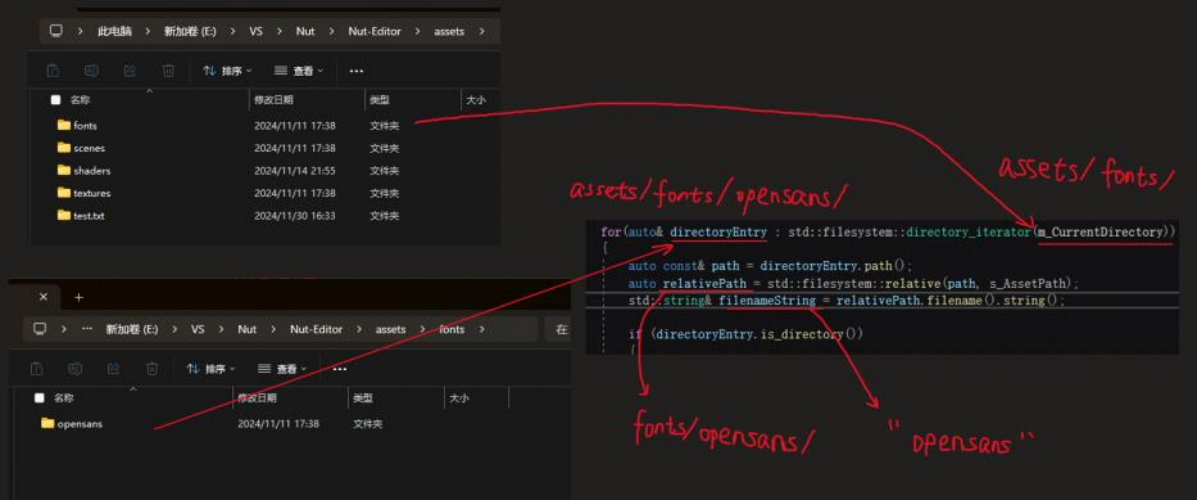 此电脑 > 新加卷 (E:) > VS > Nut > Nut-Editor > assets >
排序 查看
名称 修改日期 类型 大小
fonts 2024/11/11 17:38 文件夹
scenes 2024/11/11 17:38 文件夹
shaders 2024/11/14 21:55 文件夹
textures 2024/11/11 17:38 文件夹
test.txt 2024/11/30 16:33 文件夹
assets/fonts/
assets/fonts/opensans/
for(auto& directoryEntry : std::filesystem::directory_iterator(m_CurrentDirectory))
{
auto const& path = directoryEntry.path();
auto relativePath = std::filesystem::relative(path, s_AssetPath);
std::string& filenameString = relativePath.filename().string();
if (directoryEntry.is_directory())
{
fonts/opensans/
"opensans"
新加卷 (E:) > VS > Nut > Nut-Editor > assets > fonts > 在
排序 查看
名称 修改日期 类型 大小
opensans 2024/11/11 17:38 文件夹